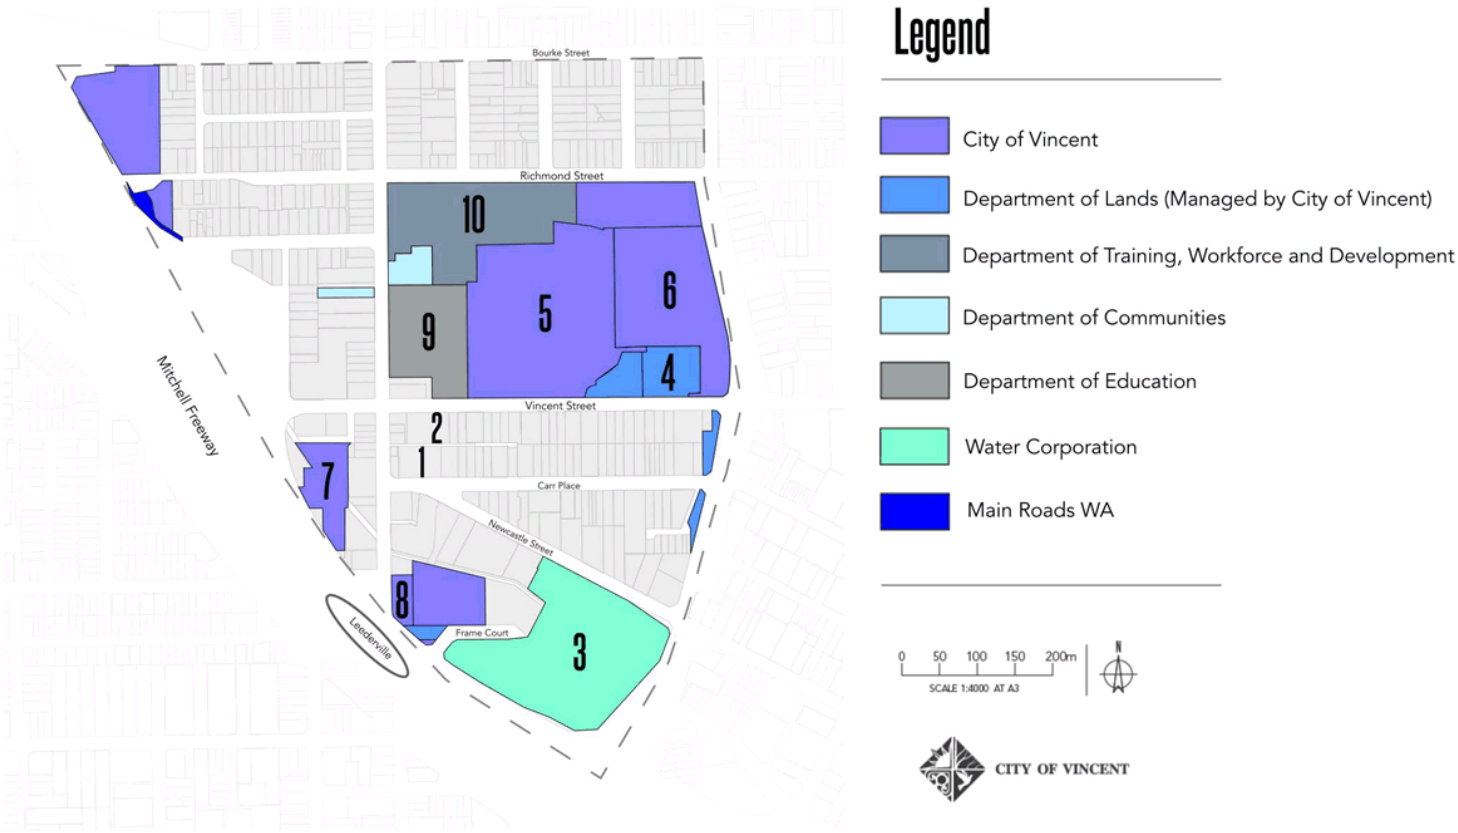 Legend
Bourke Street
City of Vincent
Richmond Street
Department of Lands (Managed by City of Vincent)
10
Department of Training, Workforce and Development
6
5
Department of Communities
9
Mitchell Freeway
4
Department of Education
Vincent Street
2
Water Corporation
1
7
Carr Place
Main Roads WA
Newcastle Street
8
Leederville
Frame Court
3
N
0 50 100 150 200m
SCALE 1:4000 AT A3
CITY OF VINCENT